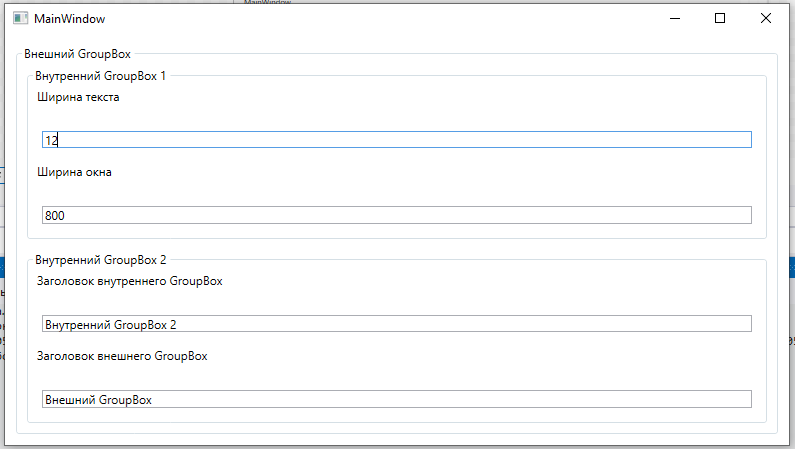 MainWindow
Внешний GroupBox
Внутренний GroupBox 1
Ширина текста
12
Ширина окна
800
Внутренний GroupBox 2
Заголовок внутреннего GroupBox
Внутренний GroupBox 2
Заголовок внешнего GroupBox
Внешний GroupBox